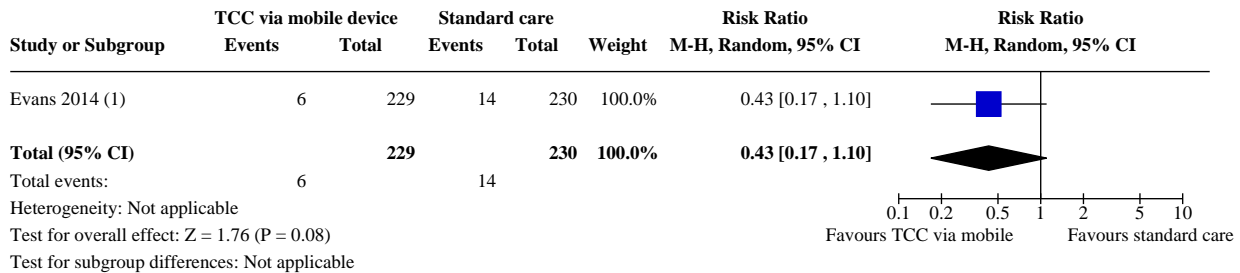 TCC via mobile device Standard care Risk Ratio Risk Ratio
Study or Subgroup Events Total Events Total Weight M-H, Random, 95% CI M-H, Random, 95% CI
Evans 2014 (1) 6 229 14 230 100.0% 0.43 [0.17 , 1.10]
Total (95% CI) 229 230 100.0% 0.43 [0.17 , 1.10]
Total events: 6 14
Heterogeneity: Not applicable 0.1 0.2 0.5 1 2 5 10
Test for overall effect: Z = 1.76 (P = 0.08) Favours TCC via mobile Favours standard care
Test for subgroup differences: Not applicable